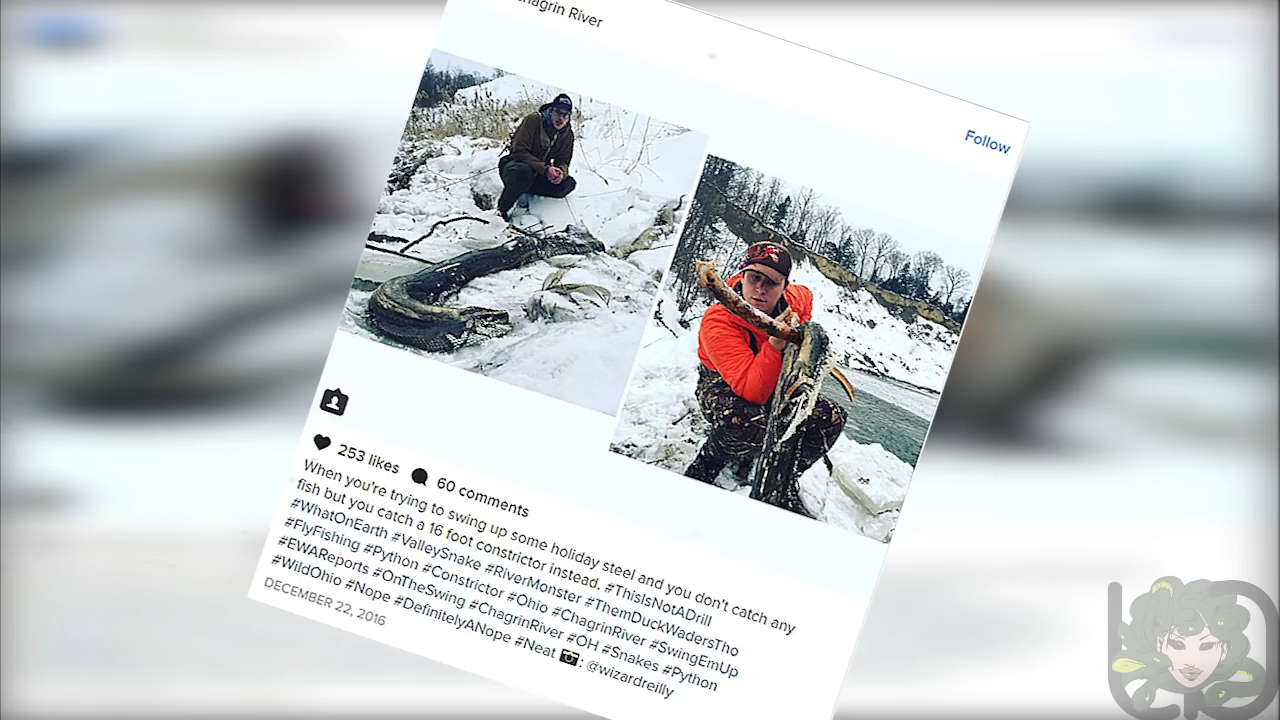 River
Follow
253 likes 60 comments
When you're trying to swing up some holiday steel and you don't catch any
fish but you catch a 16 foot constrictor instead. #ThisIsNotADrill
#WhatOnEarth #ValleySnake #RiverMonster #ThemDuckWadersTho
#FlyFishing #Python #Constrictor #Ohio #ChagrinRiver #SwingEmUp
#EWAReports #OnTheSwing #ChagrinRiver #OH #Snakes #Python
#WildOhio #Nope #DefinitelyANope #Neat 📷: @wizardreilly
DECEMBER 22, 2016